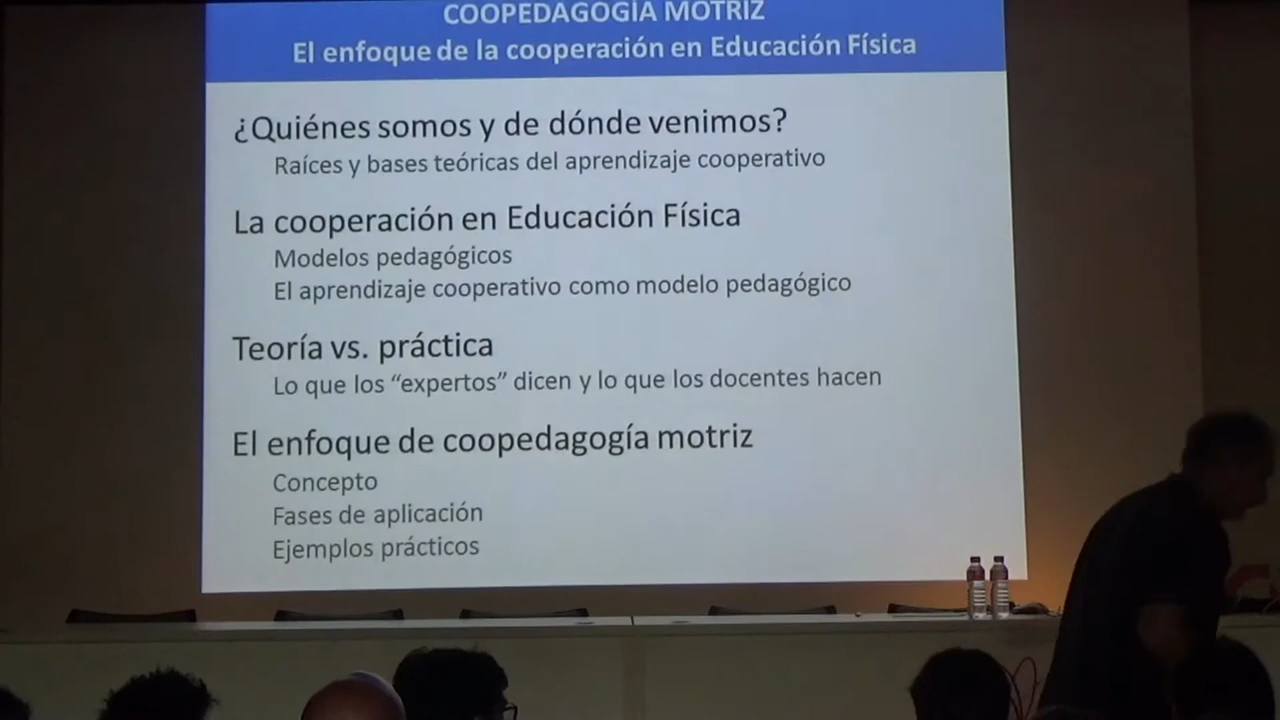 COOPEDAGOGÍA MOTRIZ
El enfoque de la cooperación en Educación Física
¿Quiénes somos y de dónde venimos?
Raíces y bases teóricas del aprendizaje cooperativo
La cooperación en Educación Física
Modelos pedagógicos
El aprendizaje cooperativo como modelo pedagógico
Teoría vs. práctica
Lo que los “expertos” dicen y lo que los docentes hacen
El enfoque de coopedagogía motriz
Concepto
Fases de aplicación
Ejemplos prácticos